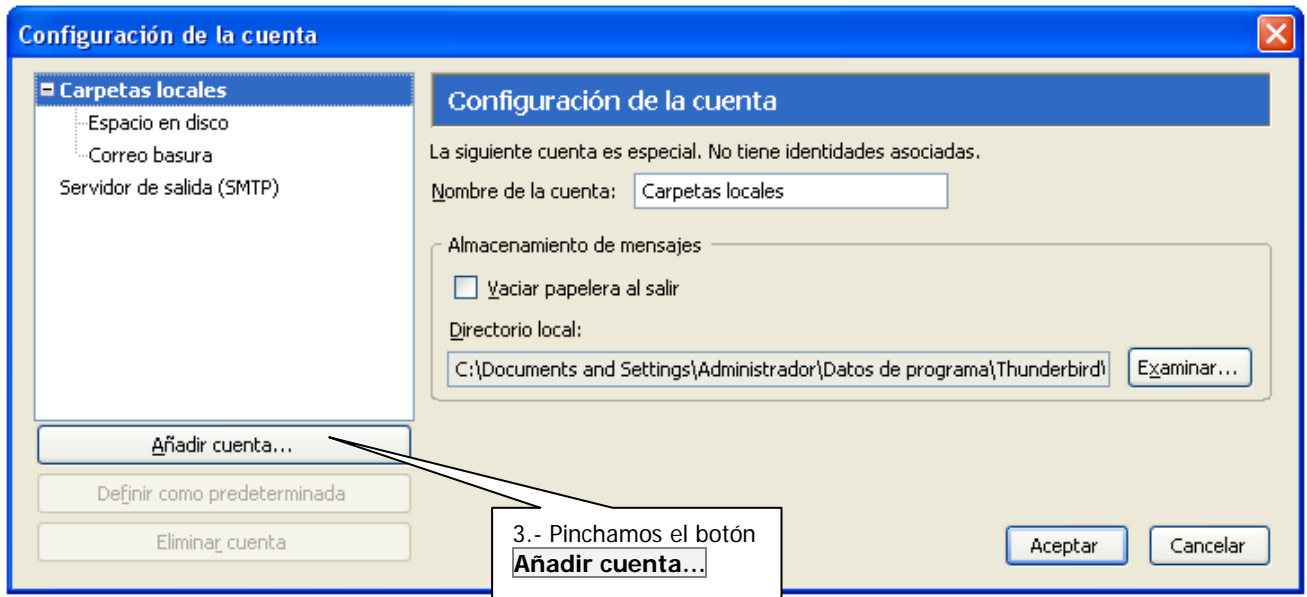 Configuración de la cuenta
Carpetas locales
Espacio en disco
Correo basura
Servidor de salida (SMTP)
Añadir cuenta...
Definir como predeterminada
Eliminar cuenta
Configuración de la cuenta
La siguiente cuenta es especial. No tiene identidades asociadas.
Nombre de la cuenta: Carpetas locales
Almacenamiento de mensajes
Vaciar papelera al salir
Directorio local:
C:\Documents and Settings\Administrador\Datos de programa\Thunderbird\ Examinar...
3.- Pinchamos el botón
Añadir cuenta...
Aceptar Cancelar